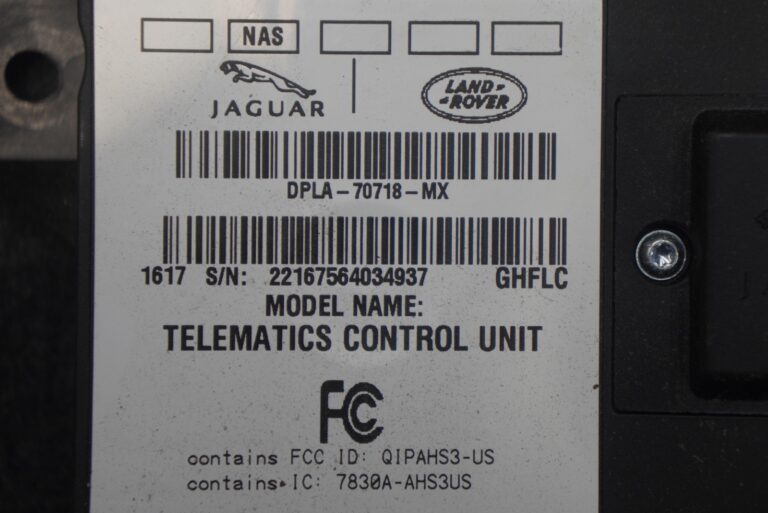 NAS
JAGUAR
LAND
ROVER
DPLA-70718-MX
1617 S/N: 22167564034937 GHFLC
MODEL NAME:
TELEMATICS CONTROL UNIT
FC
contains FCC ID: QIPAHS3-US
contains IC: 7830A-AHS3US